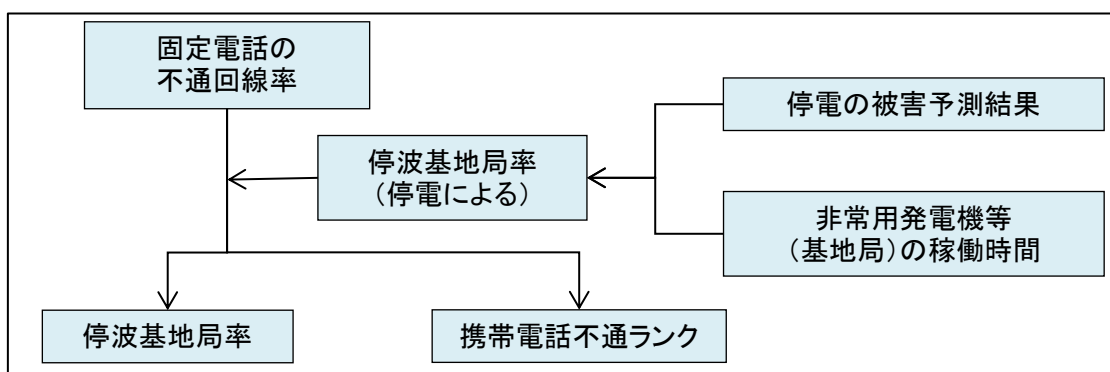 固定電話の
不通回線率
停電の被害予測結果
停波基地局率
（停電による）
非常用発電機等
（基地局）の稼働時間
停波基地局率
携帯電話不通ランク